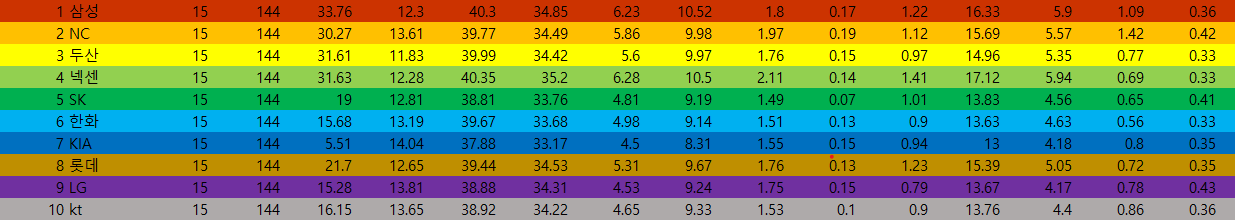 1 삼성 15 144 33.76 12.3 40.3 34.85 6.23 10.52 1.8 0.17 1.22 16.33 5.9 1.09 0.36
2 NC 15 144 30.27 13.61 39.77 34.49 5.86 9.98 1.97 0.19 1.12 15.69 5.57 1.42 0.42
3 두산 15 144 31.61 11.83 39.99 34.42 5.6 9.97 1.76 0.15 0.97 14.96 5.35 0.77 0.33
4 넥센 15 144 31.63 12.28 40.35 35.2 6.28 10.5 2.11 0.14 1.41 17.12 5.94 0.69 0.33
5 SK 15 144 19 12.81 38.81 33.76 4.81 9.19 1.49 0.07 1.01 13.83 4.56 0.65 0.41
6 한화 15 144 15.68 13.19 39.67 33.68 4.98 9.14 1.51 0.13 0.9 13.63 4.63 0.56 0.33
7 KIA 15 144 5.51 14.04 37.88 33.17 4.5 8.31 1.55 0.15 0.94 13 4.18 0.8 0.35
8 롯데 15 144 21.7 12.65 39.44 34.53 5.31 9.67 1.76 0.13 1.23 15.39 5.05 0.72 0.35
9 LG 15 144 15.28 13.81 38.88 34.31 4.53 9.24 1.75 0.15 0.79 13.67 4.17 0.78 0.43
10 kt 15 144 16.15 13.65 38.92 34.22 4.65 9.33 1.53 0.1 0.9 13.76 4.4 0.86 0.36